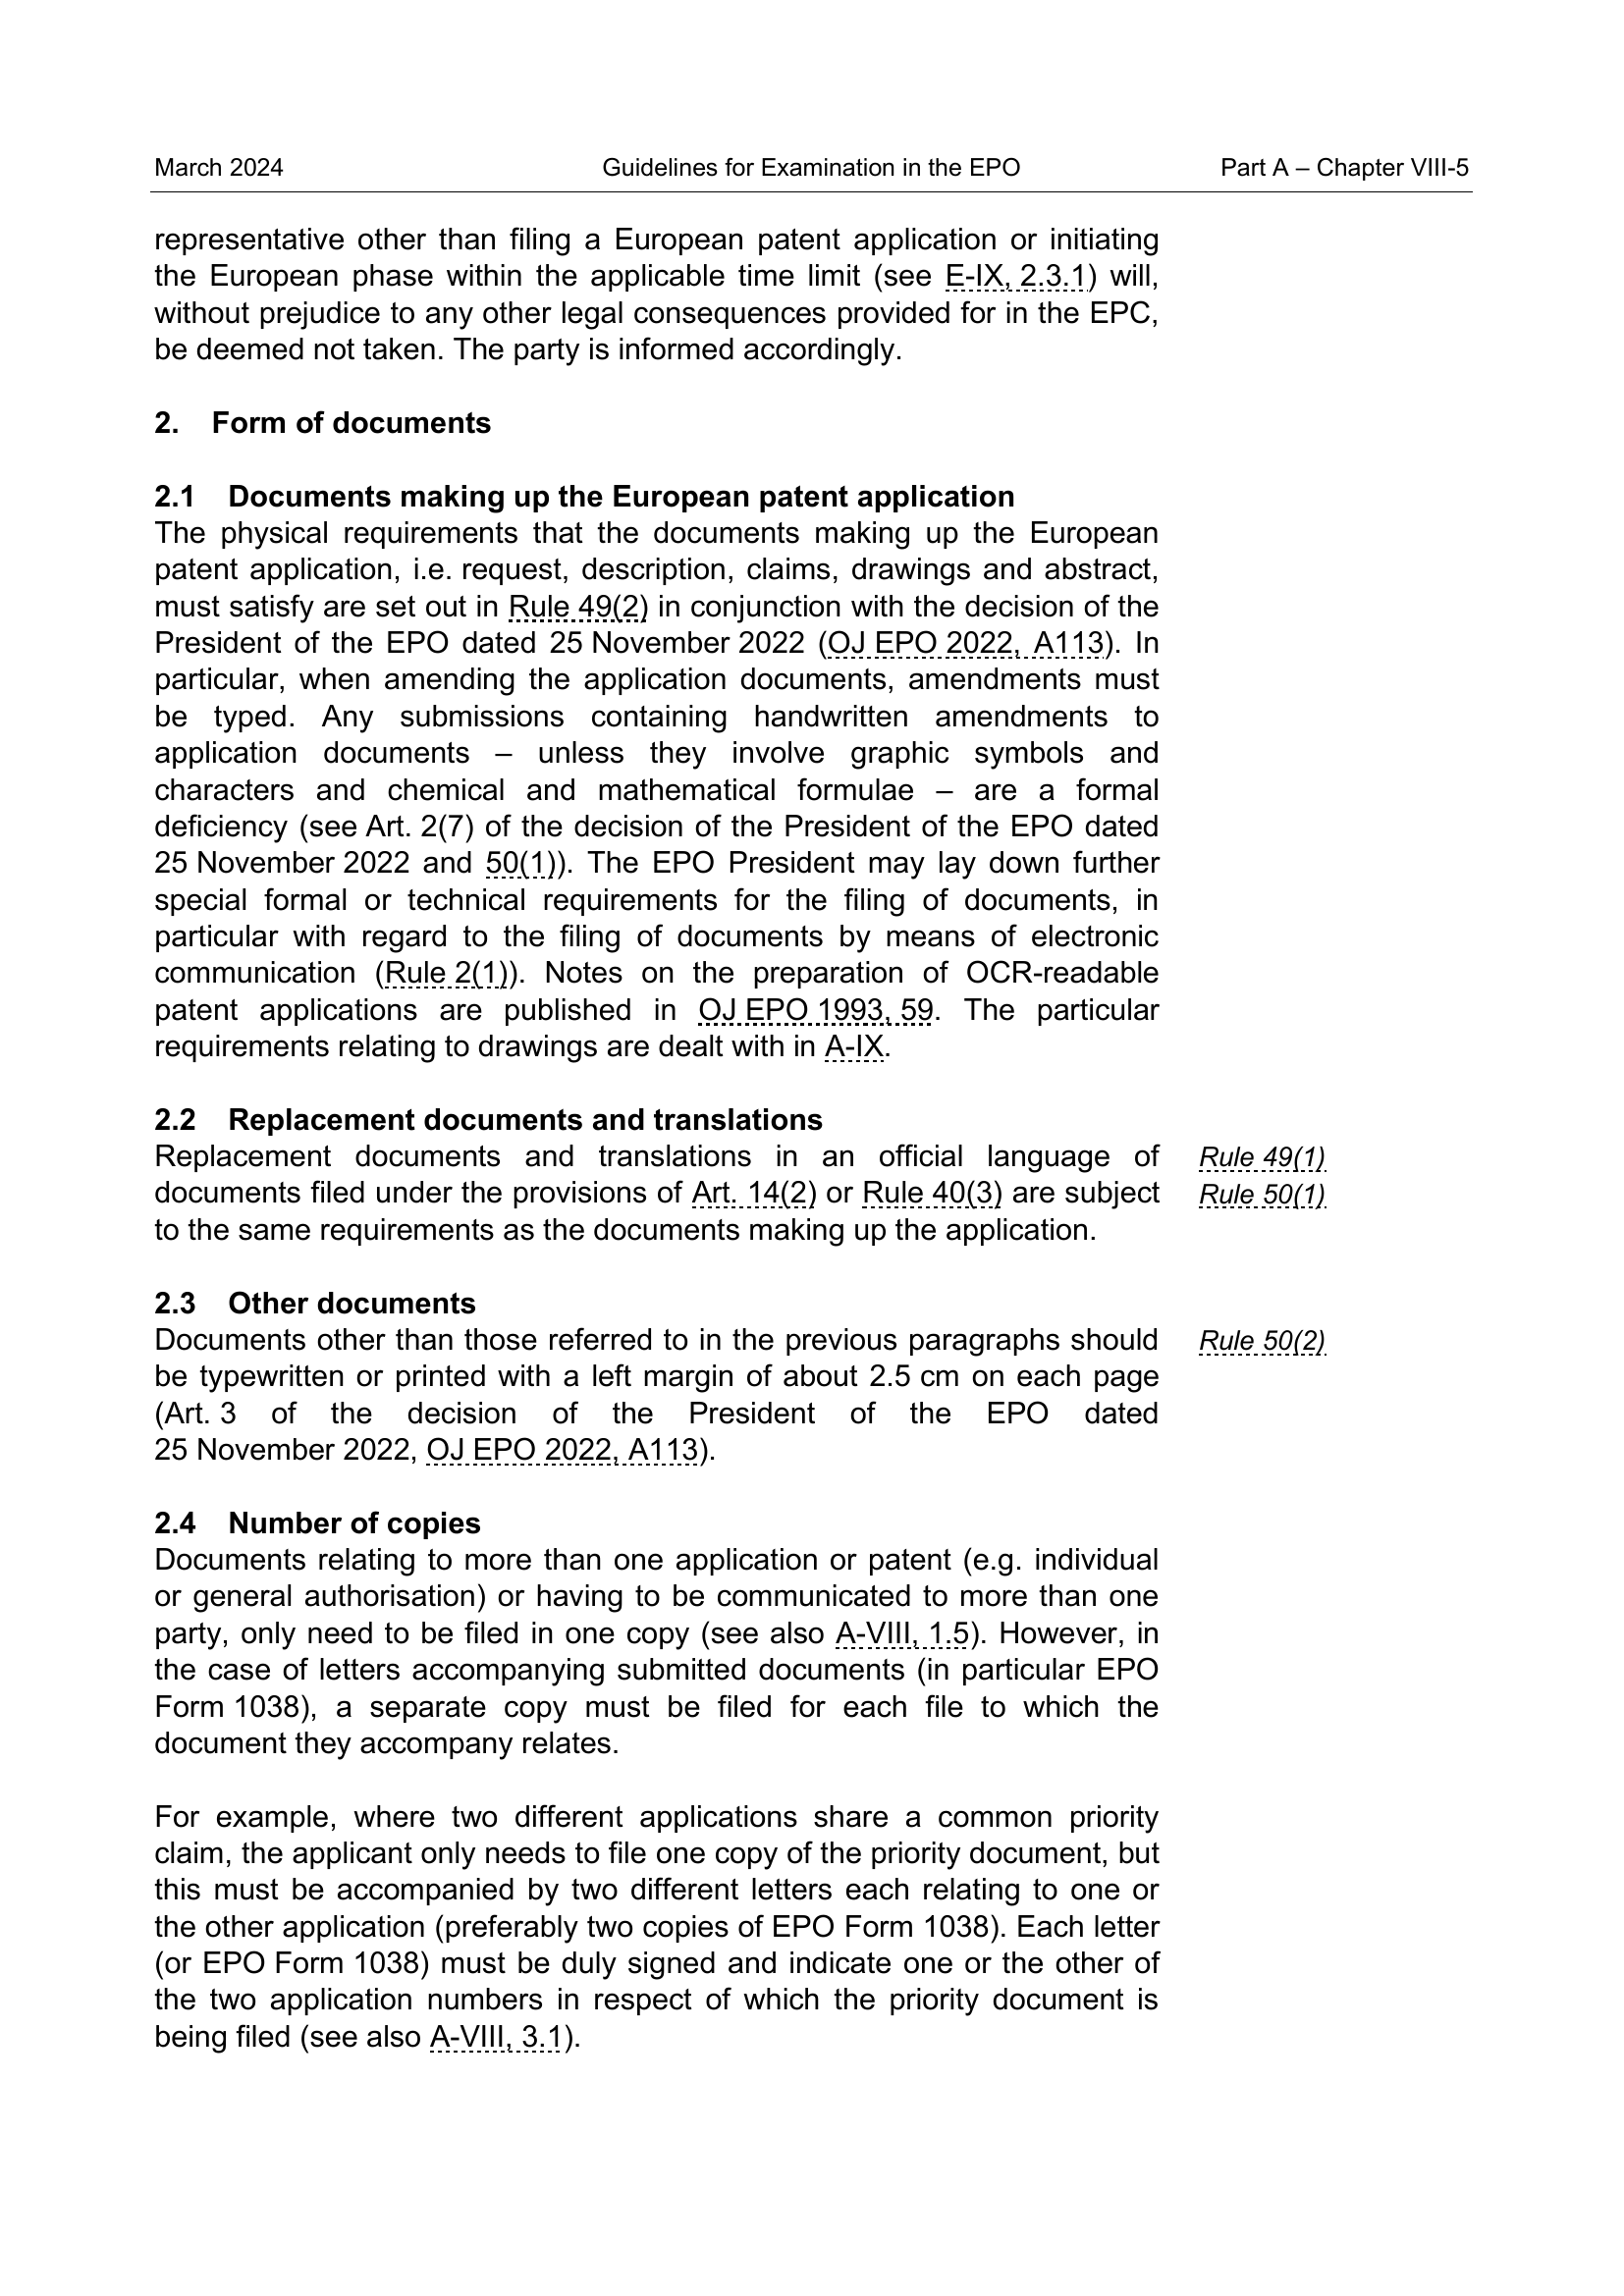 March 2024 Guidelines for Examination in the EPO Part A – Chapter VIII-5
representative other than filing a European patent application or initiating
the European phase within the applicable time limit (see E-IX, 2.3.1) will,
without prejudice to any other legal consequences provided for in the EPC,
be deemed not taken. The party is informed accordingly.
2. Form of documents
2.1 Documents making up the European patent application
The physical requirements that the documents making up the European
patent application, i.e. request, description, claims, drawings and abstract,
must satisfy are set out in Rule 49(2) in conjunction with the decision of the
President of the EPO dated 25 November 2022 (OJ EPO 2022, A113). In
particular, when amending the application documents, amendments must
be typed. Any submissions containing handwritten amendments to
application documents – unless they involve graphic symbols and
characters and chemical and mathematical formulae – are a formal
deficiency (see Art. 2(7) of the decision of the President of the EPO dated
25 November 2022 and 50(1)). The EPO President may lay down further
special formal or technical requirements for the filing of documents, in
particular with regard to the filing of documents by means of electronic
communication (Rule 2(1)). Notes on the preparation of OCR-readable
patent applications are published in OJ EPO 1993, 59. The particular
requirements relating to drawings are dealt with in A-IX.
2.2 Replacement documents and translations
Replacement documents and translations in an official language of Rule 49(1)
documents filed under the provisions of Art. 14(2) or Rule 40(3) are subject Rule 50(1)
to the same requirements as the documents making up the application.
2.3 Other documents
Documents other than those referred to in the previous paragraphs should Rule 50(2)
be typewritten or printed with a left margin of about 2.5 cm on each page
(Art. 3 of the decision of the President of the EPO dated
25 November 2022, OJ EPO 2022, A113).
2.4 Number of copies
Documents relating to more than one application or patent (e.g. individual
or general authorisation) or having to be communicated to more than one
party, only need to be filed in one copy (see also A-VIII, 1.5). However, in
the case of letters accompanying submitted documents (in particular EPO
Form 1038), a separate copy must be filed for each file to which the
document they accompany relates.
For example, where two different applications share a common priority
claim, the applicant only needs to file one copy of the priority document, but
this must be accompanied by two different letters each relating to one or
the other application (preferably two copies of EPO Form 1038). Each letter
(or EPO Form 1038) must be duly signed and indicate one or the other of
the two application numbers in respect of which the priority document is
being filed (see also A-VIII, 3.1).